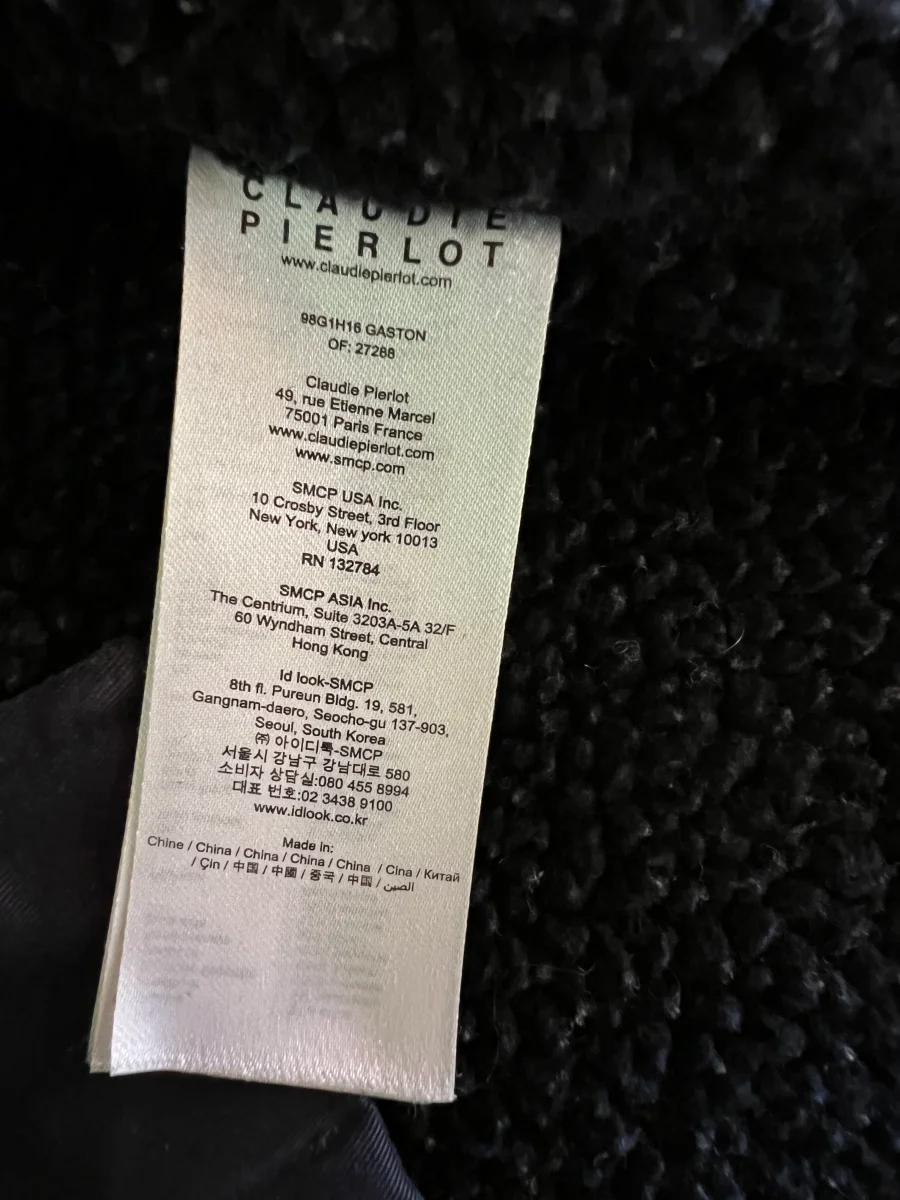 CLAUDIE
PIERLOT
www.claudiepierlot.com
98G1H16 GASTON
OF: 27288
Claudie Pierlot
49, rue Etienne Marcel
75001 Paris France
www.claudiepierlot.com
www.smcp.com
SMCP USA Inc.
10 Crosby Street, 3rd Floor
New York, New york 10013
USA
RN 132784
SMCP ASIA Inc.
The Centrium, Suite 3203A-5A 32/F
60 Wyndham Street, Central
Hong Kong
Id look-SMCP
8th fl. Pureun Bldg. 19, 581,
Gangnam-daero, Seocho-gu 137-903,
Seoul, South Korea
㈜ 아이디룩-SMCP
서울시 강남구 강남대로 580
소비자 상담실:080 455 8994
대표 번호:02 3438 9100
www.idlook.co.kr
Made in:
Chine / China / China / China / China / Cina / Китай
/ Çin / 中国 / 中國 / 중국 / 中国 / الصين